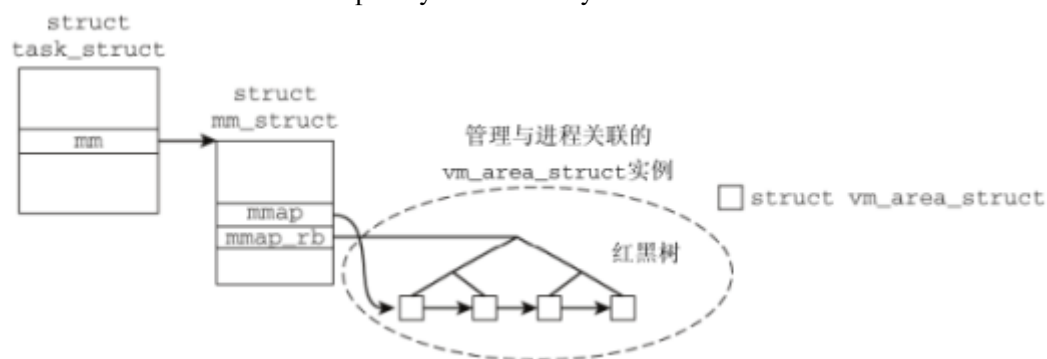 struct
task_struct
mm
struct
mm_struct
mmap
mmap_rb
管理与进程关联的
vm_area_struct实例
红黑树
struct vm_area_struct